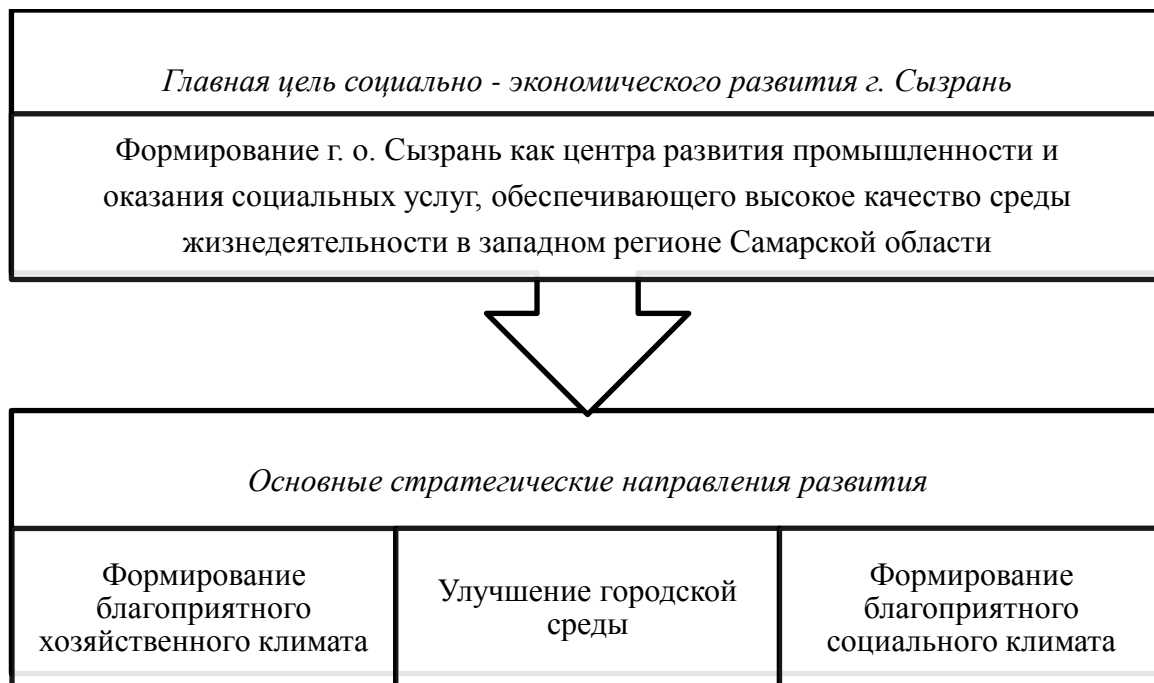 Главная цель социально - экономического развития г. Сызрань
Формирование г. о. Сызрань как центра развития промышленности и
оказания социальных услуг, обеспечивающего высокое качество среды
жизнедеятельности в западном регионе Самарской области
Основные стратегические направления развития
Формирование
благоприятного
хозяйственного климата
Улучшение городской
среды
Формирование
благоприятного
социального климата